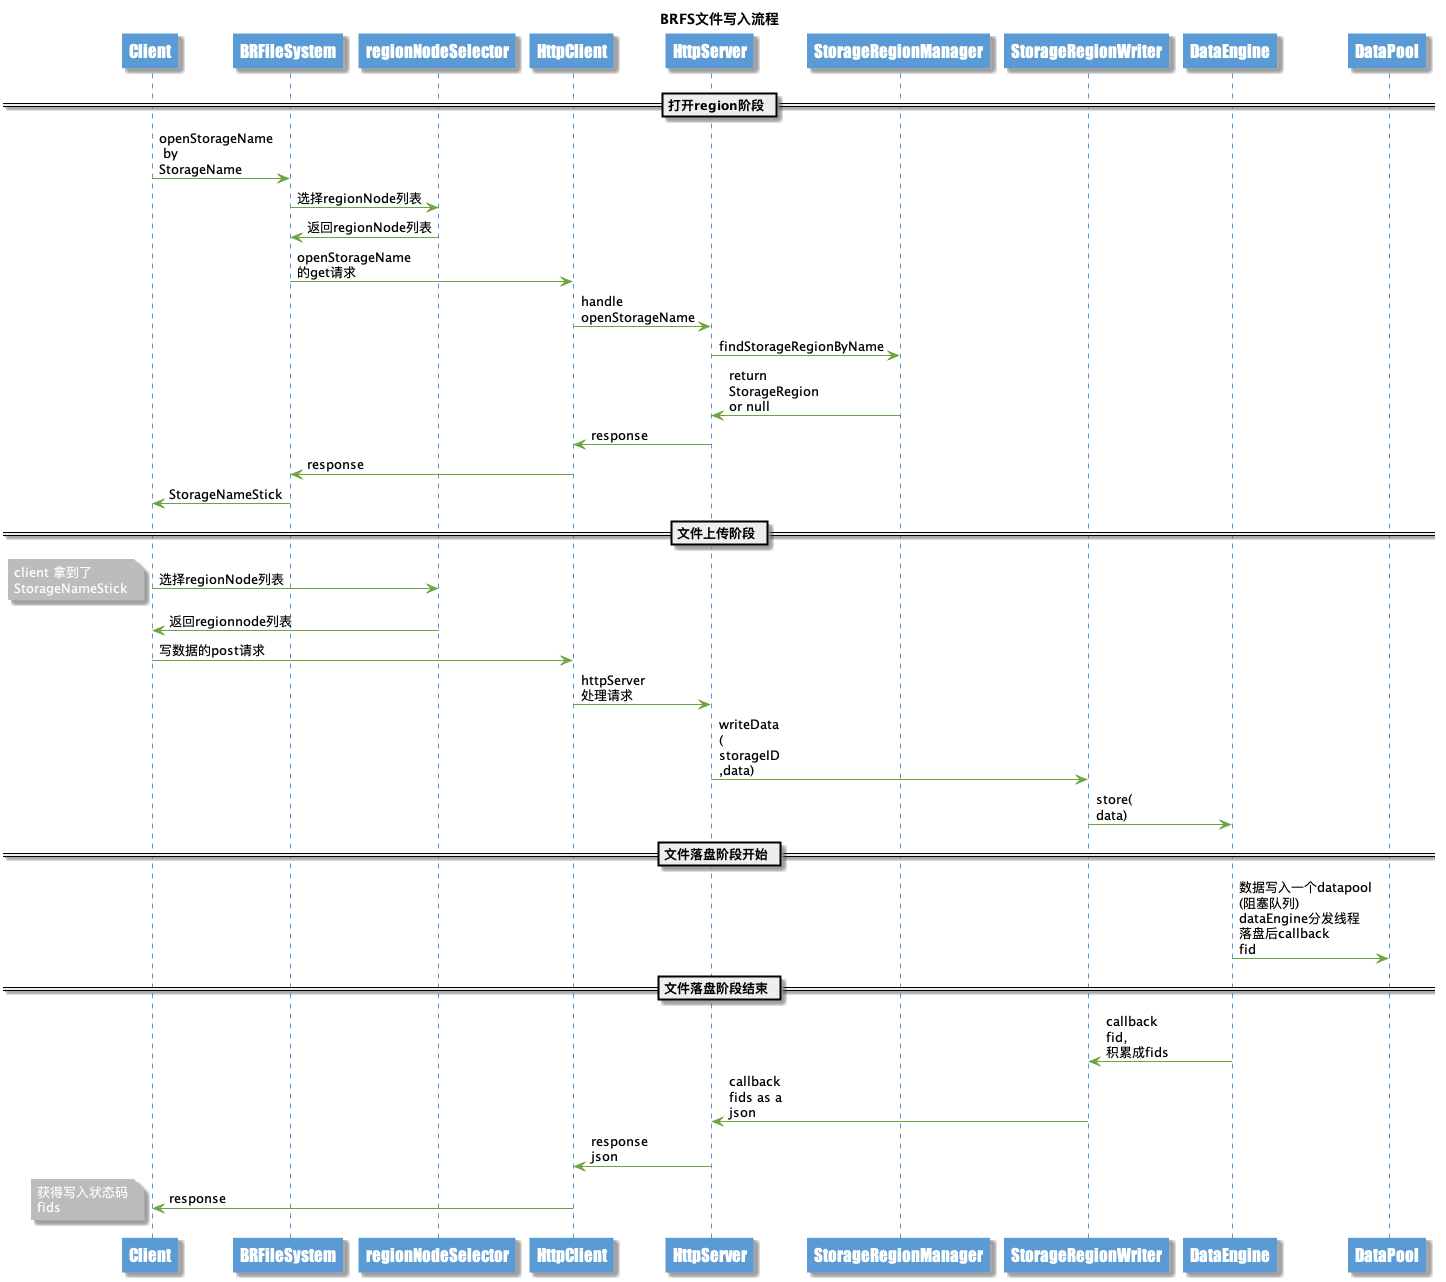 BRFS文件写入流程
Client
BRFileSystem
regionNodeSelector
HttpClient
HttpServer
StorageRegionManager
StorageRegionWriter
DataEngine
DataPool
打开region阶段
openStorageName
by
StorageName
选择regionNode列表
返回regionNode列表
openStorageName
的get请求
handle
openStorageName
findStorageRegionByName
return
StorageRegion
or null
response
response
StorageNameStick
文件上传阶段
client 拿到了
StorageNameStick
选择regionNode列表
返回regionnode列表
写数据的post请求
httpServer
处理请求
writeData
(
storageID
,data)
store(
data)
文件落盘阶段开始
数据写入一个datapool
(阻塞队列)
dataEngine分发线程
落盘后callback
fid
文件落盘阶段结束
callback
fid,
积累成fids
callback
fids as a
json
response
json
获得写入状态码
fids
response
Client
BRFileSystem
regionNodeSelector
HttpClient
HttpServer
StorageRegionManager
StorageRegionWriter
DataEngine
DataPool